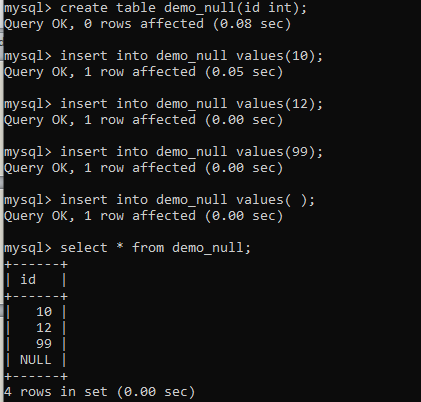 mysql> create table demo_null(id int);
Query OK, 0 rows affected (0.08 sec)
mysql> insert into demo_null values(10);
Query OK, 1 row affected (0.05 sec)
mysql> insert into demo_null values(12);
Query OK, 1 row affected (0.00 sec)
mysql> insert into demo_null values(99);
Query OK, 1 row affected (0.00 sec)
mysql> insert into demo_null values( );
Query OK, 1 row affected (0.00 sec)
mysql> select * from demo_null;
+------+
| id   |
+------+
|   10 |
|   12 |
|   99 |
| NULL |
+------+
4 rows in set (0.00 sec)